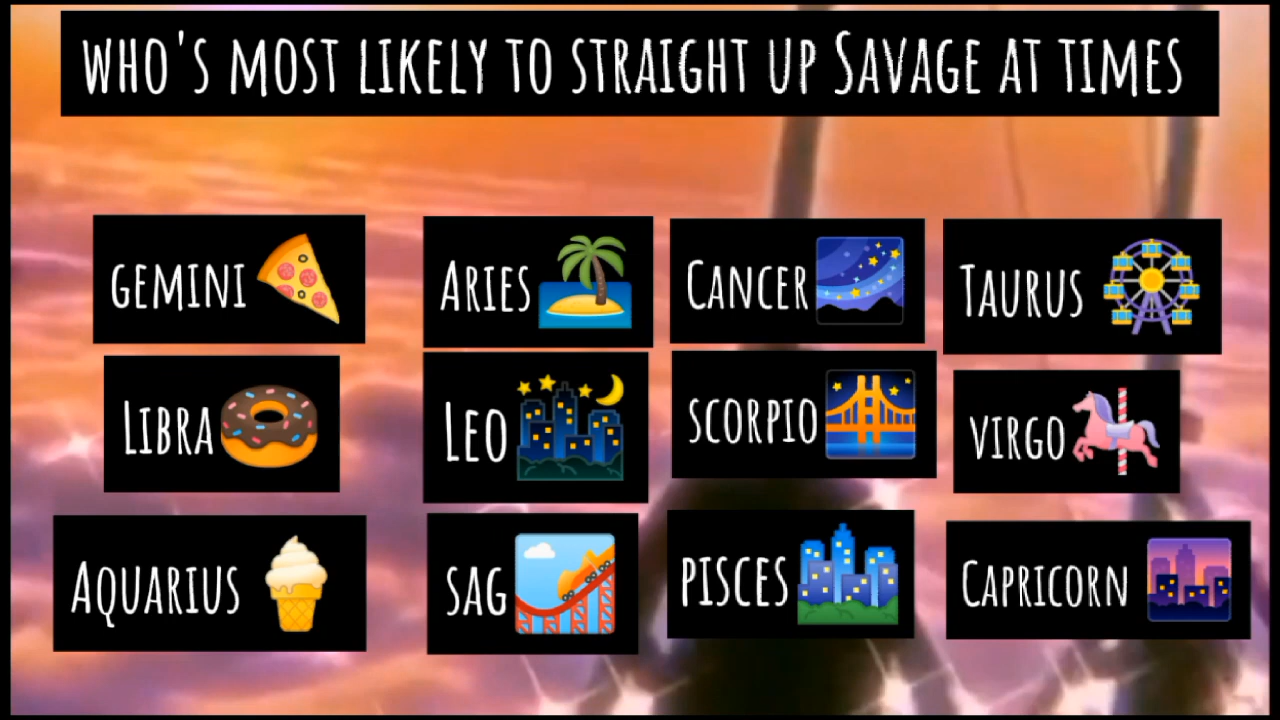 WHO'S MOST LIKELY TO STRAIGHT UP SAVAGE AT TIMES
GEMINI
ARIES
CANCER
TAURUS
LIBRA
LEO
SCORPIO
VIRGO
AQUARIUS
SAG
PISCES
CAPRICORN